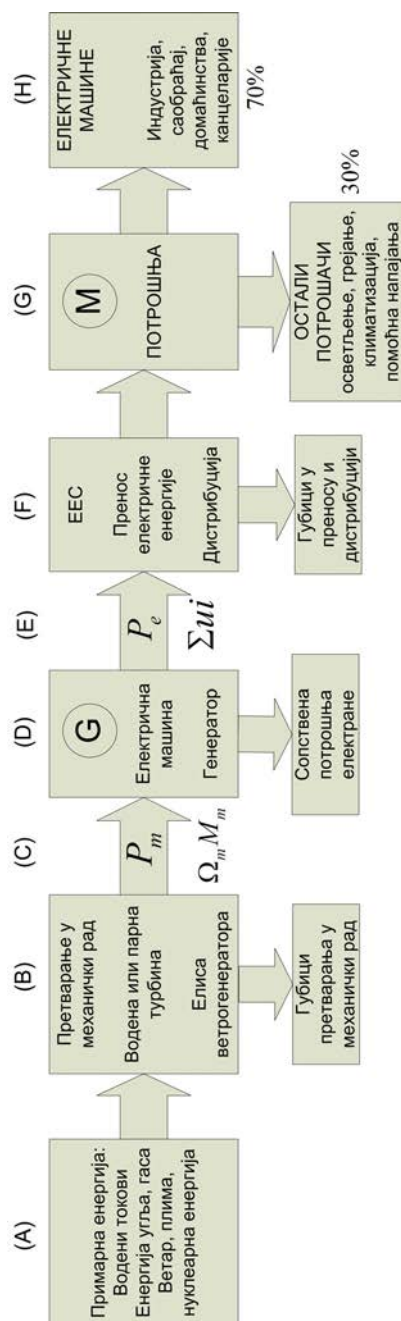 (A)
Примарна енергија:
Водени токови
Енергија угља, гаса
Ветар, плима,
нуклеарна енергија
(B)
Претварање у
механички рад
Водена или парна
турбина
Елиса
ветрогенератора
Губици
претварања у
механички рад
(C)
P_m
Ω_m M_m
(D)
G
Електрична
машина
Генератор
Сопствена
потрошња
електране
(E)
P_e
Σui
(F)
ЕЕС
Пренос
електричне
енергије
Дистрибуција
Губици у
преносу и
дистрибуцији
(G)
M
ПОТРОШЊА
ОСТАЛИ
ПОТРОШАЧИ
осветљење, грејање,
климатизација,
помоћна напајања
30%
(H)
ЕЛЕКТРИЧНЕ
МАШИНЕ
Индустрија,
саобраћај,
домаћинства,
канцеларије
70%